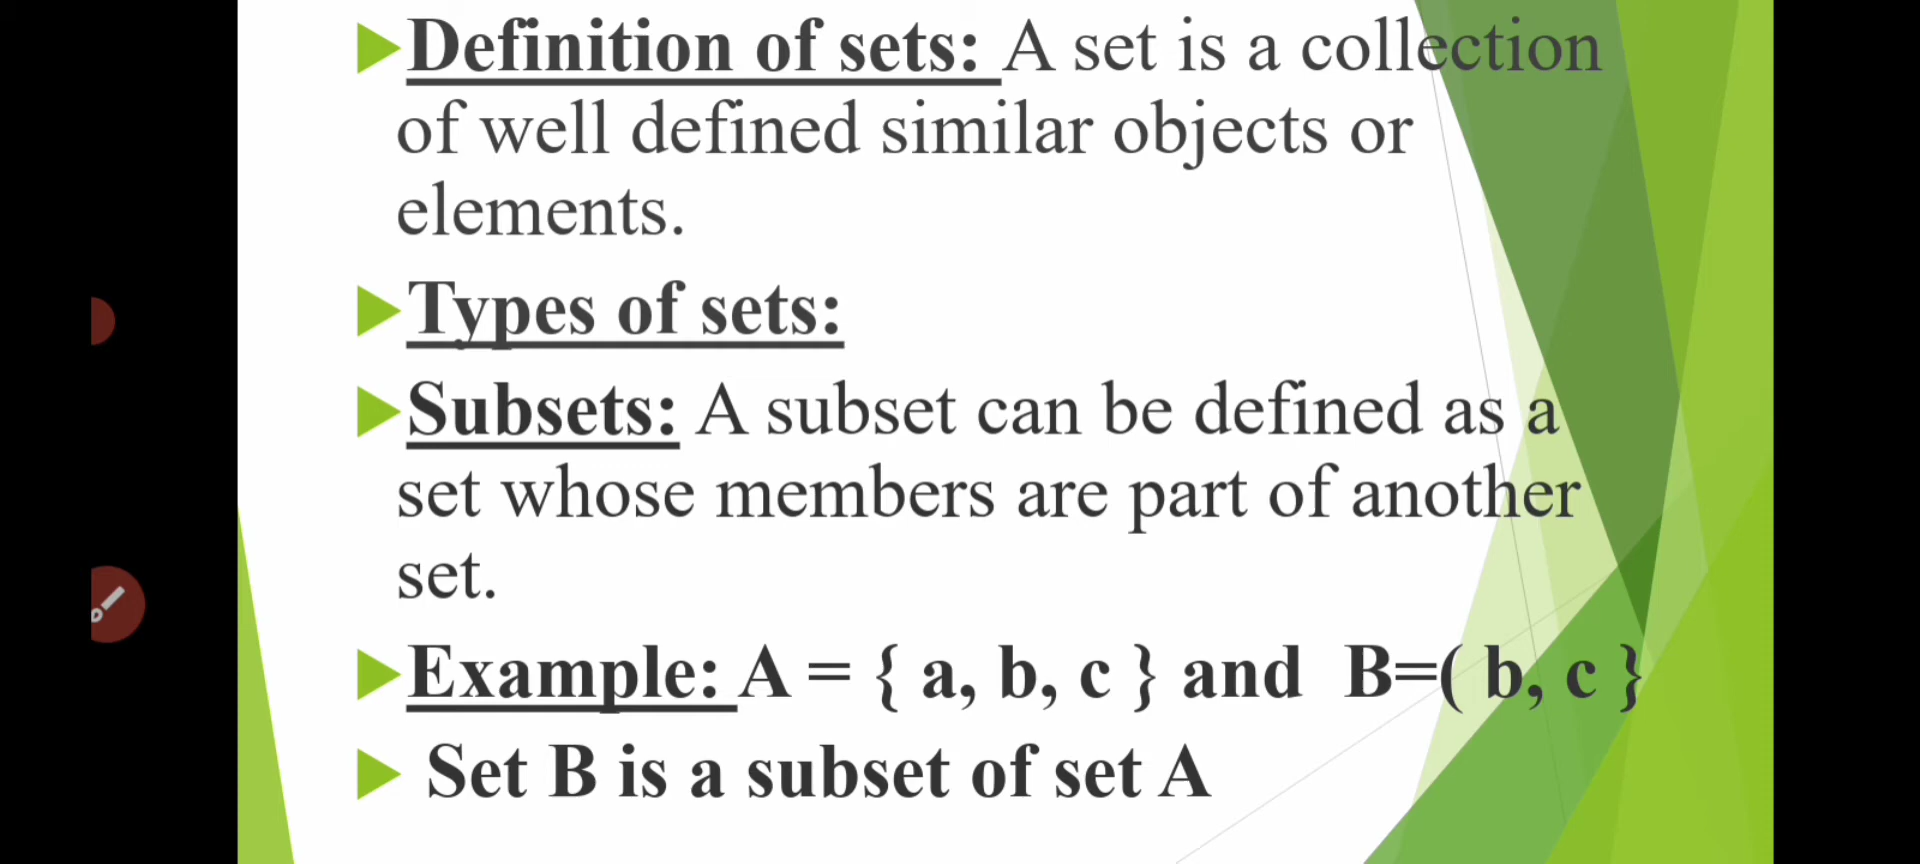 Definition of sets: A set is a collection
of well defined similar objects or
elements.
Types of sets:
Subsets: A subset can be defined as a
set whose members are part of another
set.
Example: A = { a, b, c } and B=( b, c }
Set B is a subset of set A